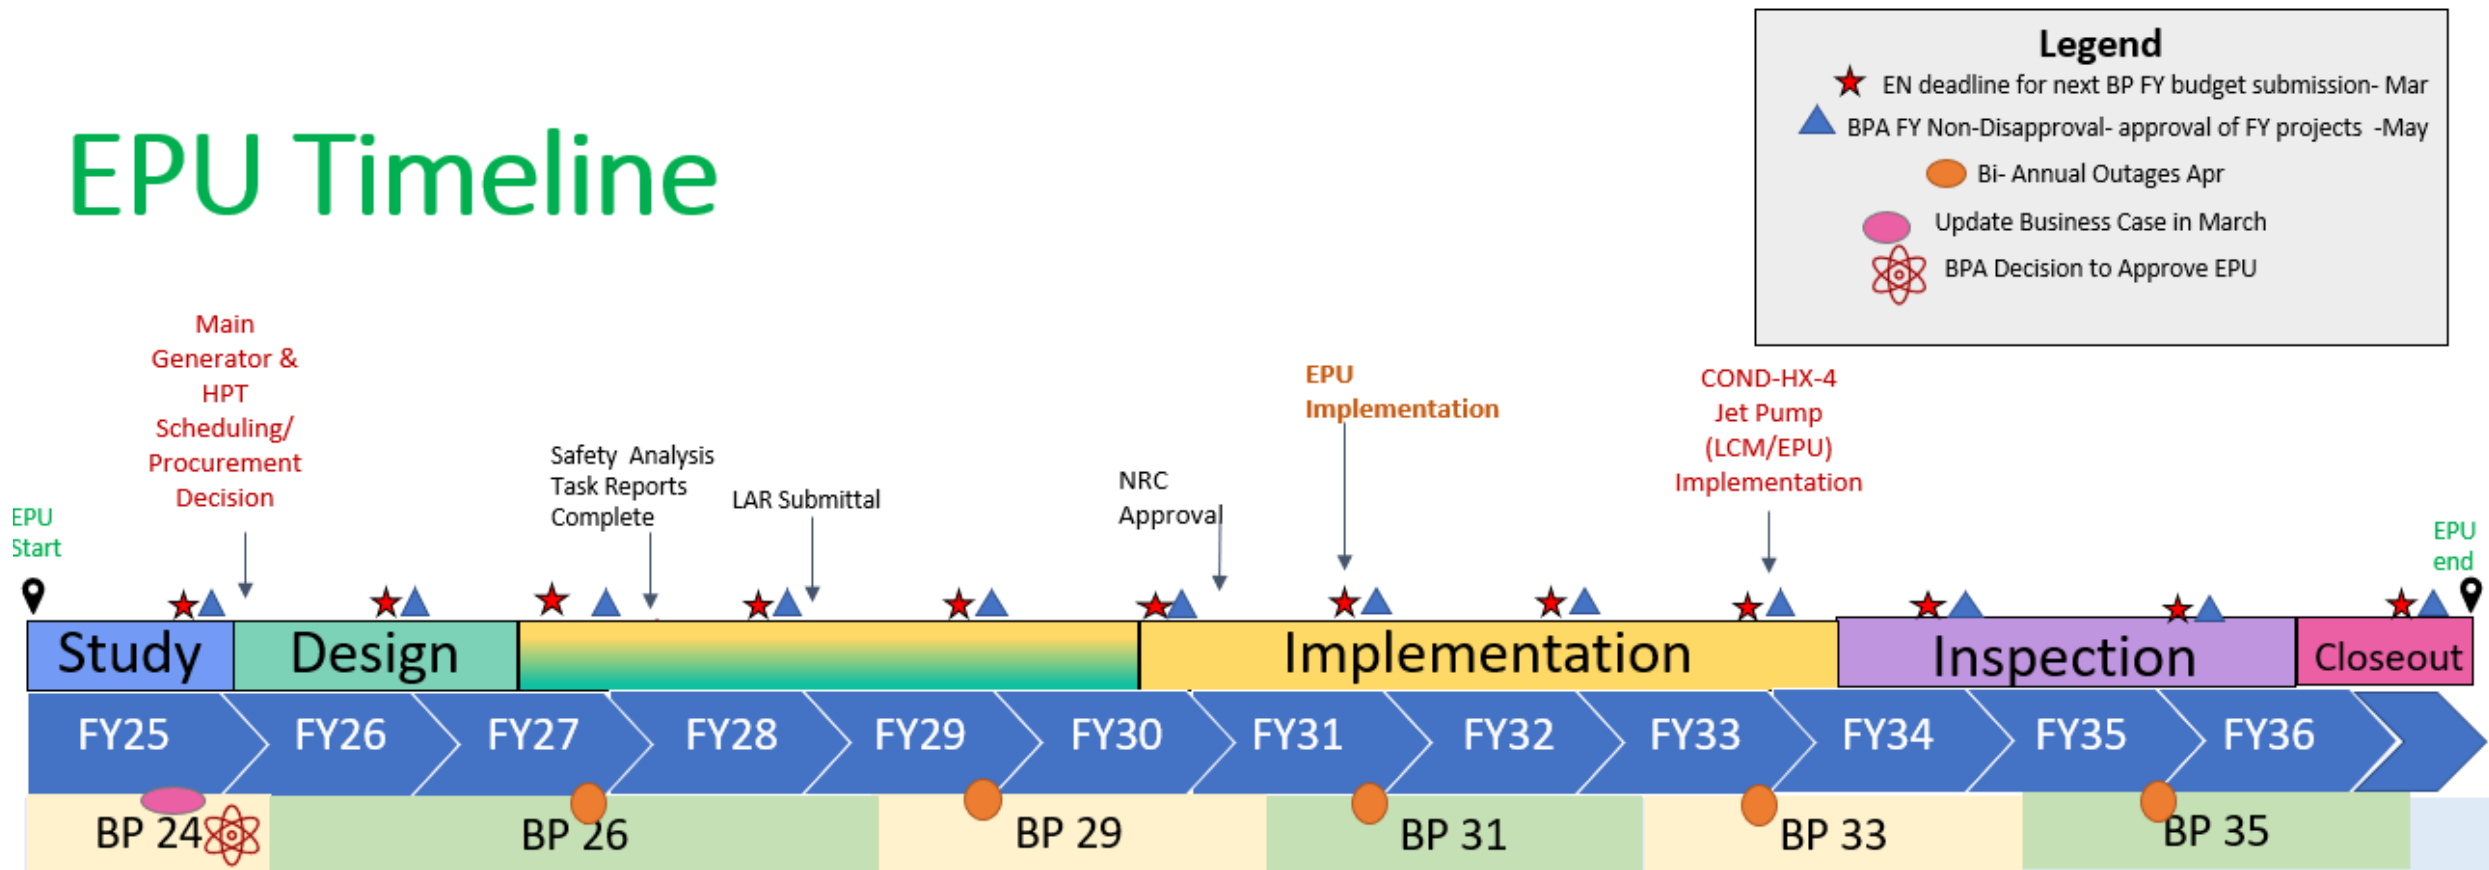 EPU Timeline
Legend
EN deadline for next BP FY budget submission- Mar
BPA FY Non-Disapproval- approval of FY projects -May
Bi- Annual Outages Apr
Update Business Case in March
BPA Decision to Approve EPU
EPU
Start
Main
Generator &
HPT
Scheduling/
Procurement
Decision
Safety Analysis
Task Reports
Complete
LAR Submittal
NRC
Approval
EPU
Implementation
COND-HX-4
Jet Pump
(LCM/EPU)
Implementation
EPU
end
Study
Design
Implementation
Inspection
Closeout
FY25
FY26
FY27
FY28
FY29
FY30
FY31
FY32
FY33
FY34
FY35
FY36
BP 24
BP 26
BP 29
BP 31
BP 33
BP 35